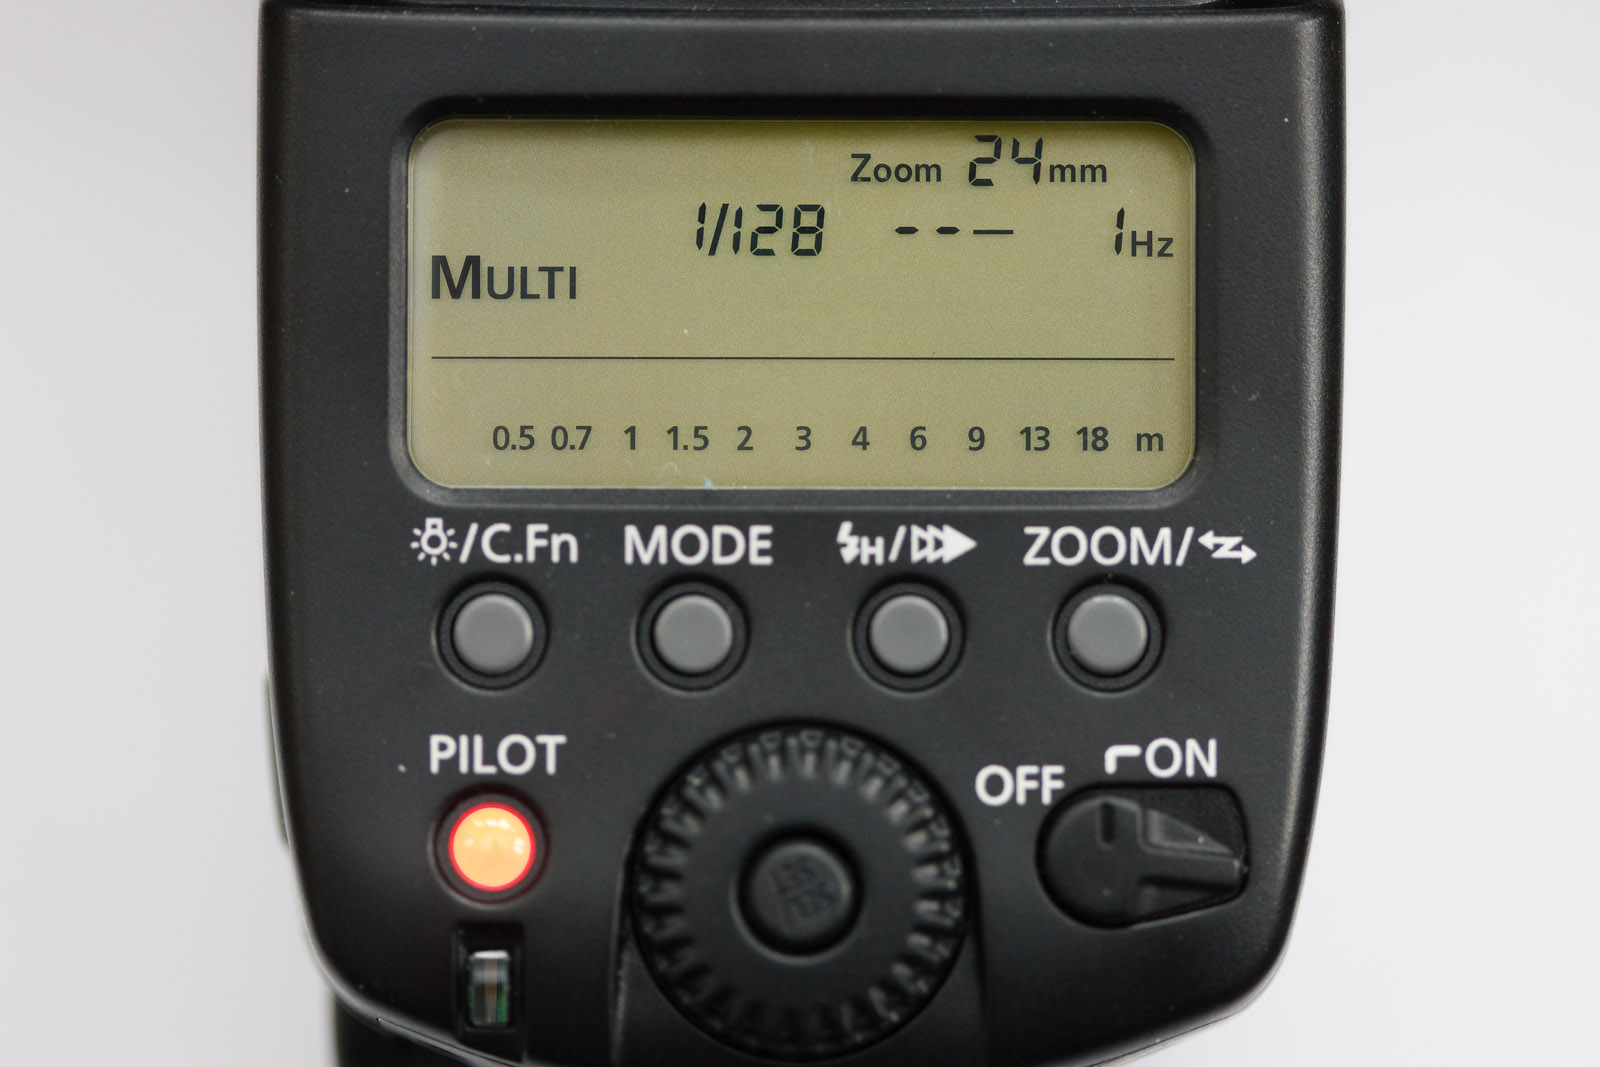 Zoom 24mm
1/128 --- 1Hz
MULTI
0.5 0.7 1 1.5 2 3 4 6 9 13 18 m
/C.Fn MODE H/ ZOOM/
PILOT
OFF ON